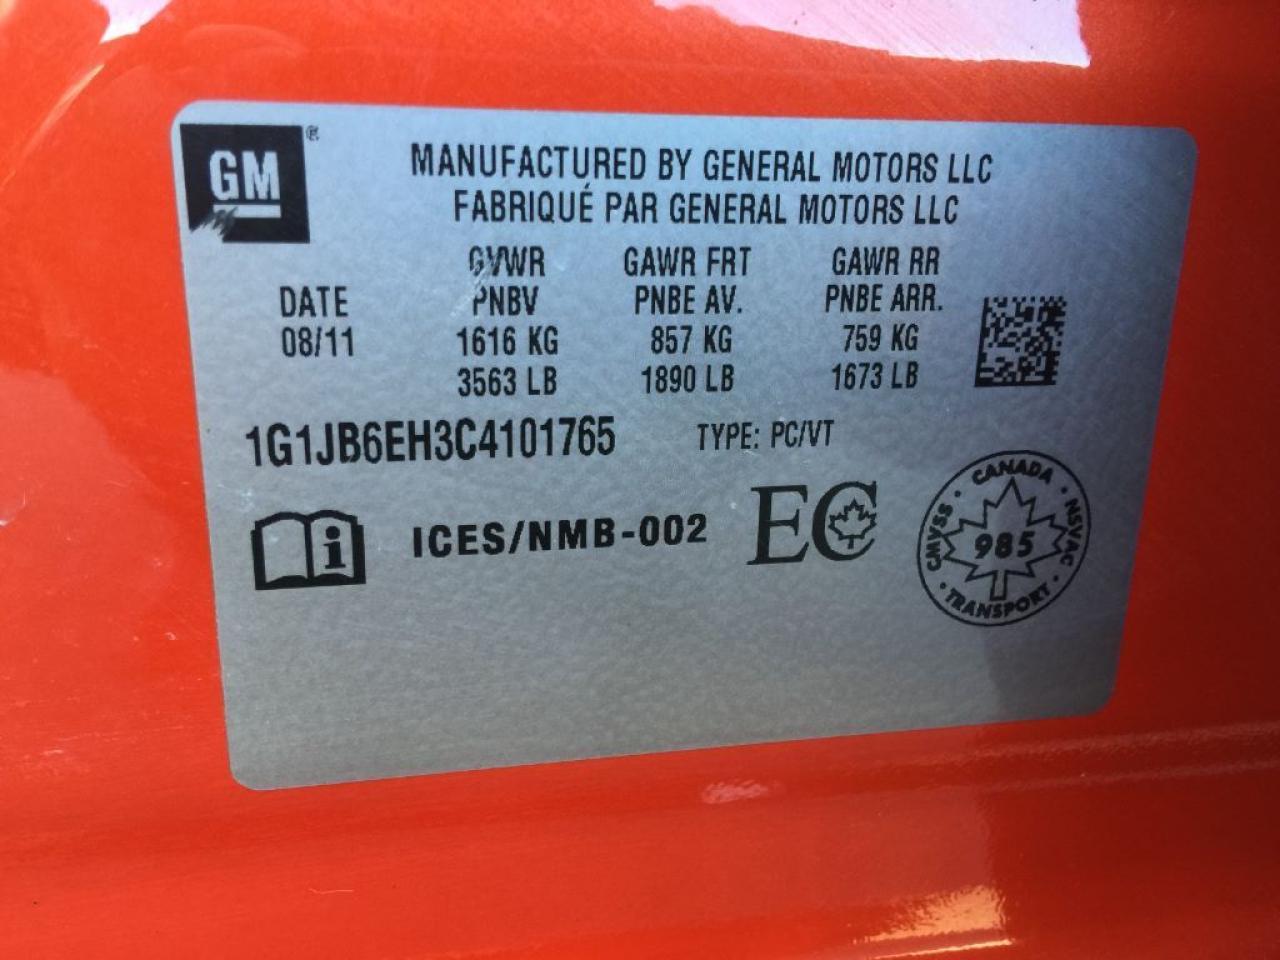 GM ®
MANUFACTURED BY GENERAL MOTORS LLC
FABRIQUÉ PAR GENERAL MOTORS LLC
GVWR GAWR FRT GAWR RR
DATE PNBV PNBE AV. PNBE ARR.
08/11 1616 KG 857 KG 759 KG
3563 LB 1890 LB 1673 LB
1G1JB6EH3C4101765 TYPE: PC/VT
i ICES/NMB-002 EC
CANADA · NSVAC · TRANSPORT · CMVSS ·
985